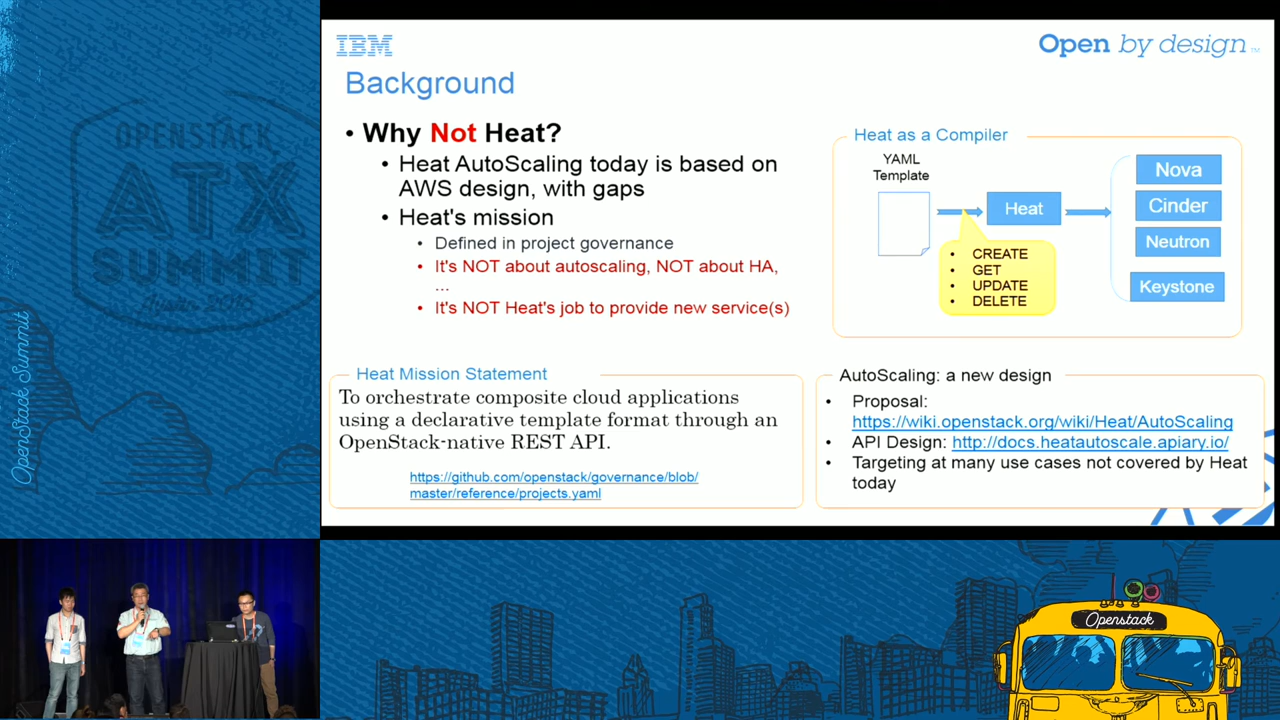 IBM
Open by design™
Background
• Why Not Heat?
• Heat AutoScaling today is based on
AWS design, with gaps
• Heat's mission
• Defined in project governance
• It's NOT about autoscaling, NOT about HA,
...
• It's NOT Heat's job to provide new service(s)
Heat as a Compiler
YAML
Template
Heat
Nova
Cinder
Neutron
Keystone
• CREATE
• GET
• UPDATE
• DELETE
Heat Mission Statement
To orchestrate composite cloud applications
using a declarative template format through an
OpenStack-native REST API.
https://github.com/openstack/governance/blob/
master/reference/projects.yaml
AutoScaling: a new design
• Proposal:
https://wiki.openstack.org/wiki/Heat/AutoScaling
• API Design: http://docs.heatautoscale.apiary.io/
• Targeting at many use cases not covered by Heat
today
OPENSTACK
ATX
SUMMIT
OpenStack Summit
Openstack